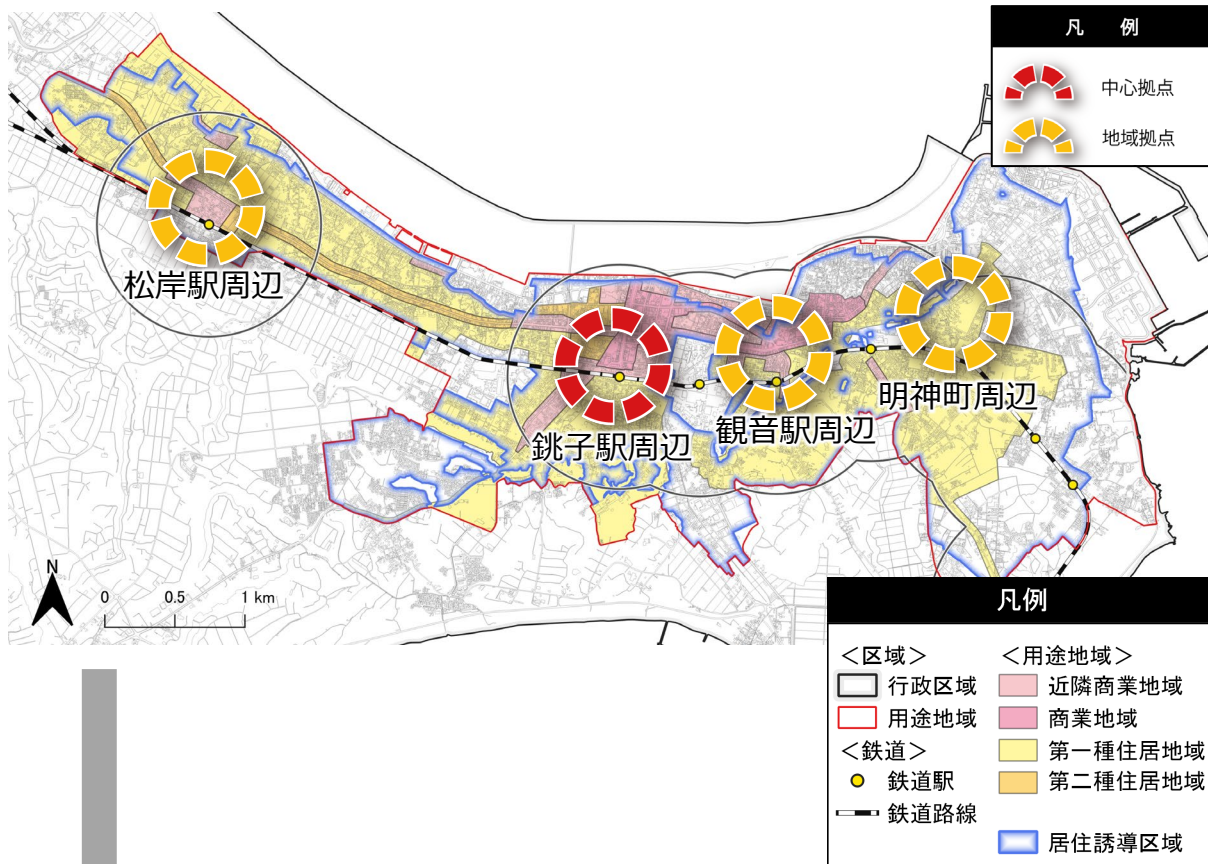 凡 例
中心拠点
地域拠点
松岸駅周辺
銚子駅周辺
観音駅周辺
明神町周辺
N
0 0.5 1 km
凡例
＜区域＞
行政区域
用途地域
＜鉄道＞
鉄道駅
鉄道路線
＜用途地域＞
近隣商業地域
商業地域
第一種住居地域
第二種住居地域
居住誘導区域